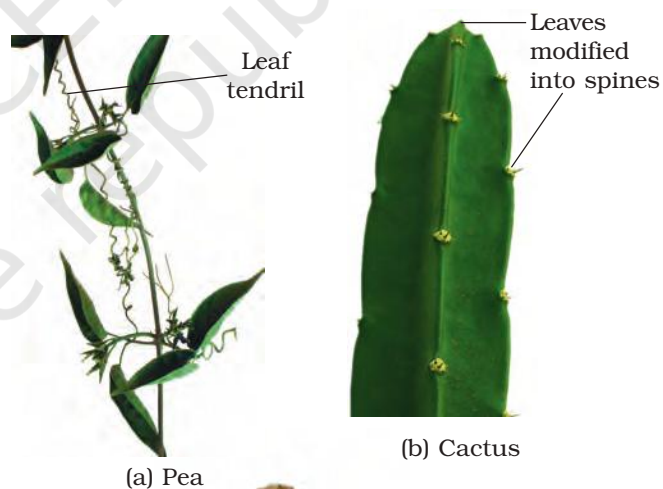 Leaf
tendril
Leaves
modified
into spines
(a) Pea
(b) Cactus